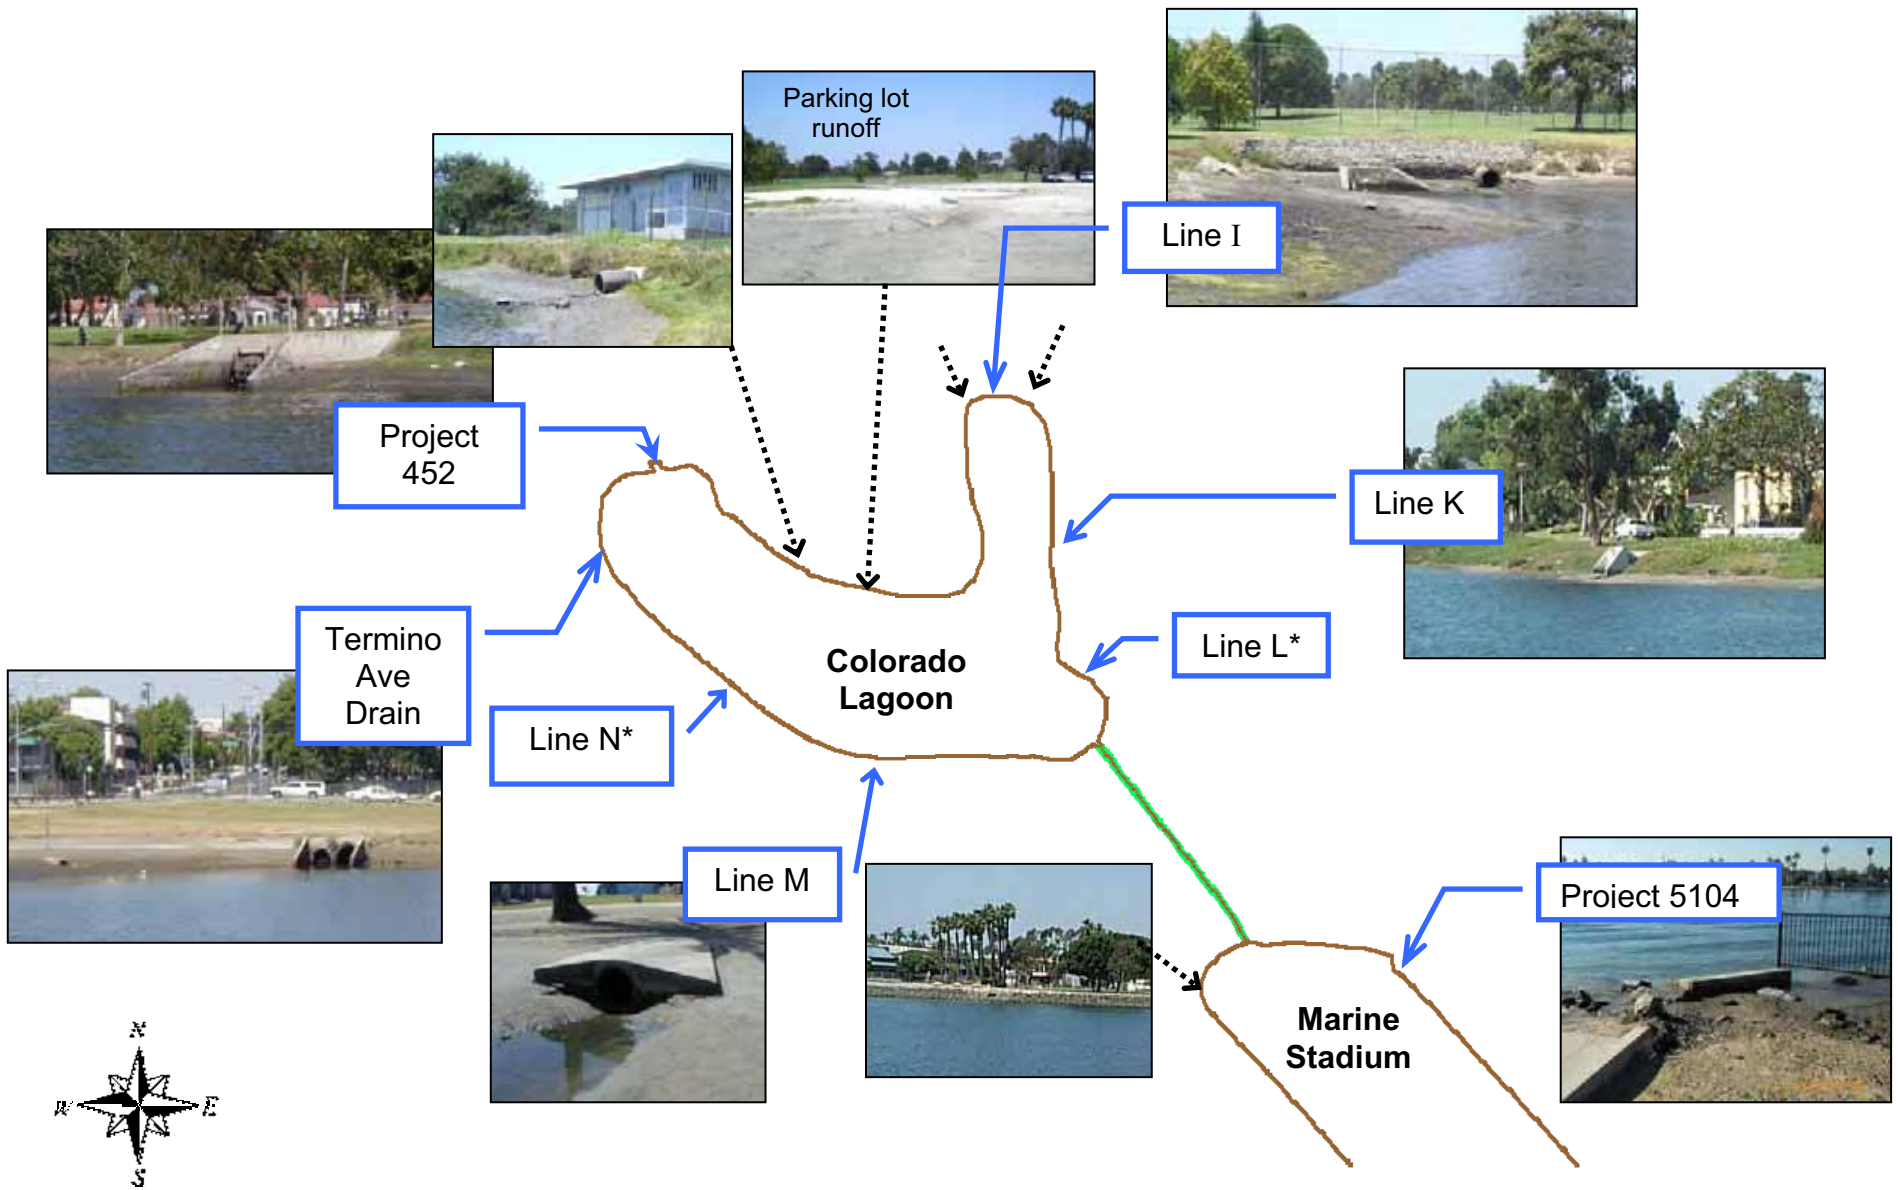 Parking lot
runoff
Line I
Project
452
Line K
Termino
Ave
Drain
Line L*
Colorado
Lagoon
Line N*
Line M
Project 5104
Marine
Stadium
N
E
S